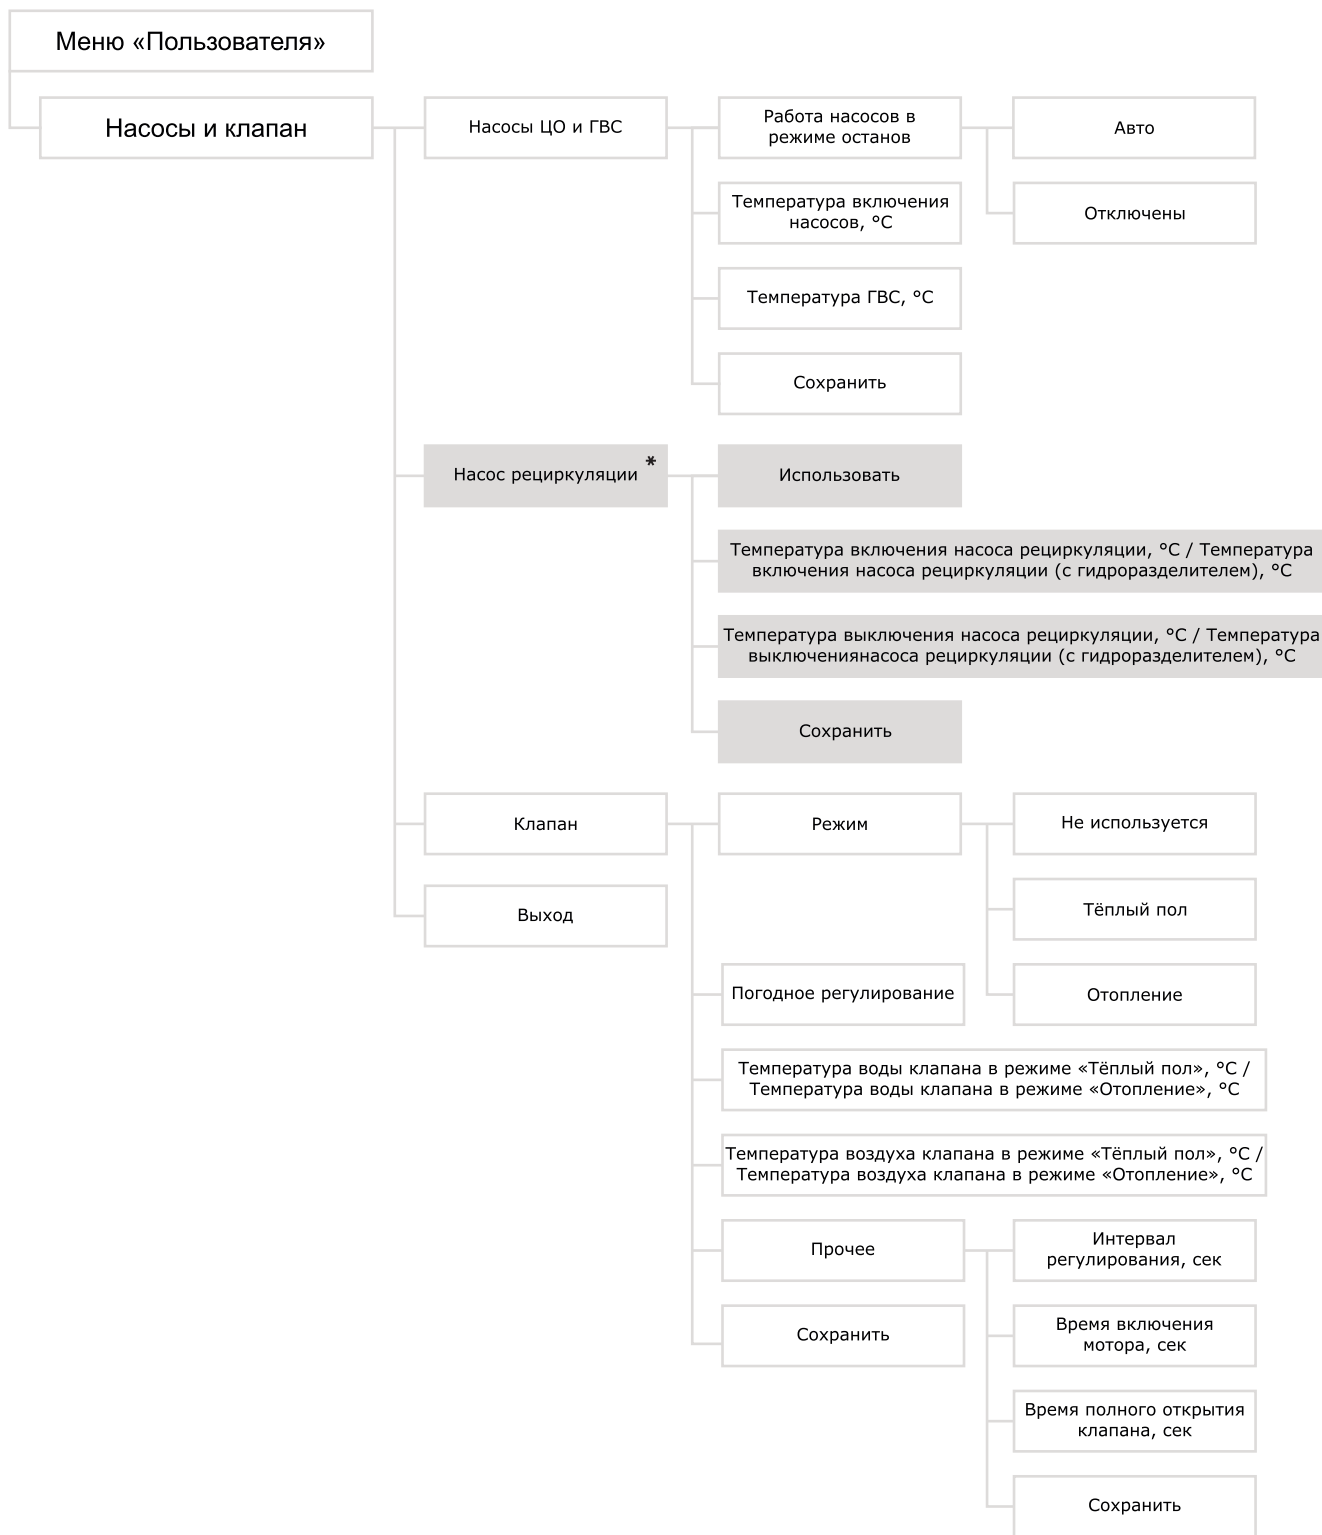 Меню «Пользователя»
Насосы и клапан
Насосы ЦО и ГВС
Работа насосов в
режиме останов
Авто
Температура включения
насосов, °C
Отключены
Температура ГВС, °C
Сохранить
Насос рециркуляции *
Использовать
Температура включения насоса рециркуляции, °C / Температура
включения насоса рециркуляции (с гидроразделителем), °C
Температура выключения насоса рециркуляции, °C / Температура
выключениянасоса рециркуляции (с гидроразделителем), °C
Сохранить
Клапан
Режим
Не используется
Тёплый пол
Выход
Погодное регулирование
Отопление
Температура воды клапана в режиме «Тёплый пол», °C /
Температура воды клапана в режиме «Отопление», °C
Температура воздуха клапана в режиме «Тёплый пол», °C /
Температура воздуха клапана в режиме «Отопление», °C
Прочее
Интервал
регулирования, сек
Сохранить
Время включения
мотора, сек
Время полного открытия
клапана, сек
Сохранить